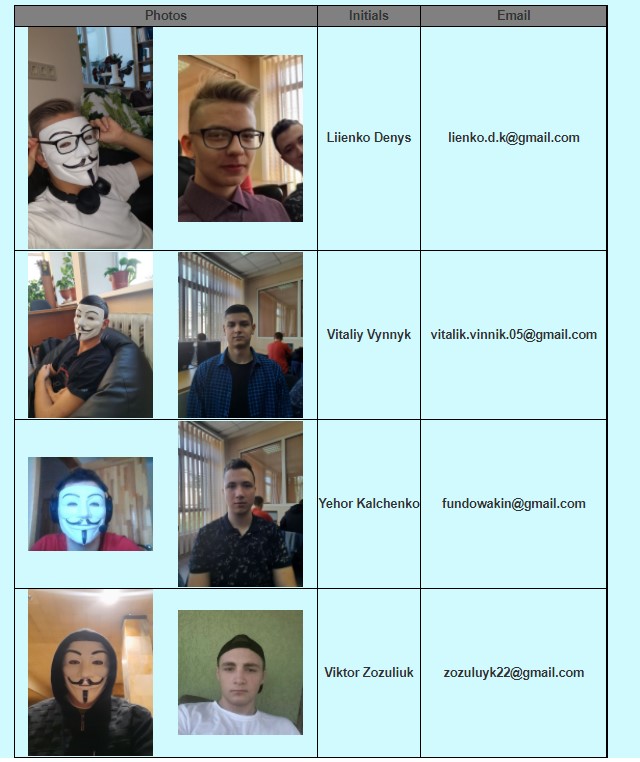 Photos Initials Email
Liienko Denys lienko.d.k@gmail.com
Vitaliy Vynnyk vitalik.vinnik.05@gmail.com
Yehor Kalchenko fundowakin@gmail.com
Viktor Zozuliuk zozuluyk22@gmail.com